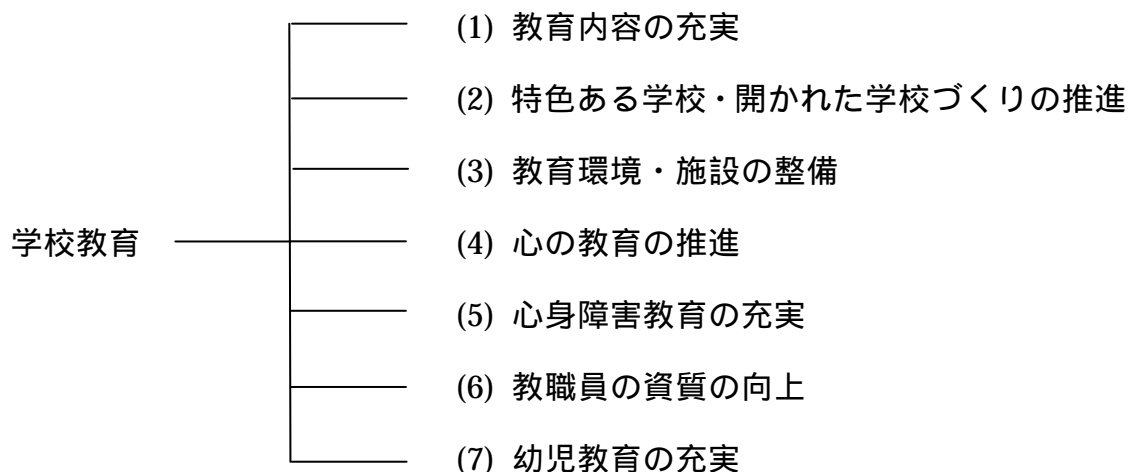 (1) 教育内容の充実
(2) 特色ある学校・開かれた学校づくりの推進
(3) 教育環境・施設の整備
学校教育
(4) 心の教育の推進
(5) 心身障害教育の充実
(6) 教職員の資質の向上
(7) 幼児教育の充実